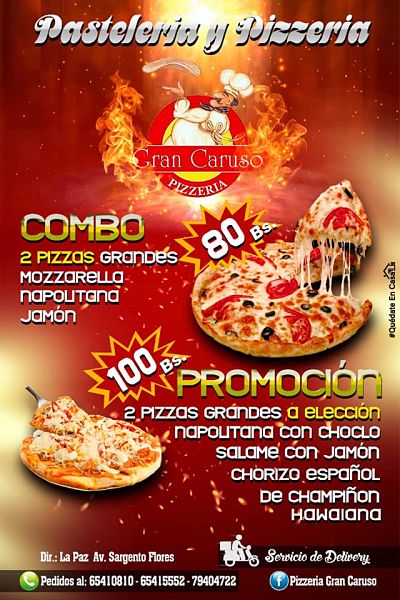 Pasteleria y Pizzeria
Gran Caruso
PIZZERIA
COMBO
80 Bs.
2 PIZZAS GRANDES
MOZZARELLA
NAPOLITANA
JAMÓN
#Quédate En Casa
100 Bs.
PROMOCIÓN
2 PIZZAS GRANDES A ELECCIÓN
NAPOLITANA CON CHOCLO
SALAME CON JAMÓN
CHORIZO ESPAÑOL
DE CHAMPIÑON
HAWAIANA
Dir.: La Paz Av. Sargento Flores
Servicio de Delivery
Pedidos al: 65410810 - 65415552 - 79404722
Pizzeria Gran Caruso